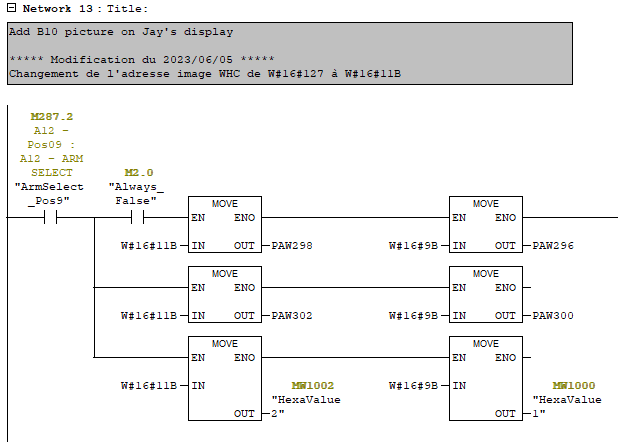 Network 13 : Title:
Add B10 picture on Jay's display
***** Modification du 2023/06/05 *****
Changement de l'adresse image WHC de W#16#127 à W#16#11B
M287.2
A12 -
Pos09 :
A12 - ARM
SELECT
"ArmSelect
_Pos9"
M2.0
"Always_
False"
MOVE
EN ENO
W#16#11B IN OUT PAW298
MOVE
EN ENO
W#16#9B IN OUT PAW296
MOVE
EN ENO
W#16#11B IN OUT PAW302
MOVE
EN ENO
W#16#9B IN OUT PAW300
MOVE
EN ENO
W#16#11B IN
MW1002
"HexaValue
OUT 2"
MOVE
EN ENO
W#16#9B IN
MW1000
"HexaValue
OUT 1"